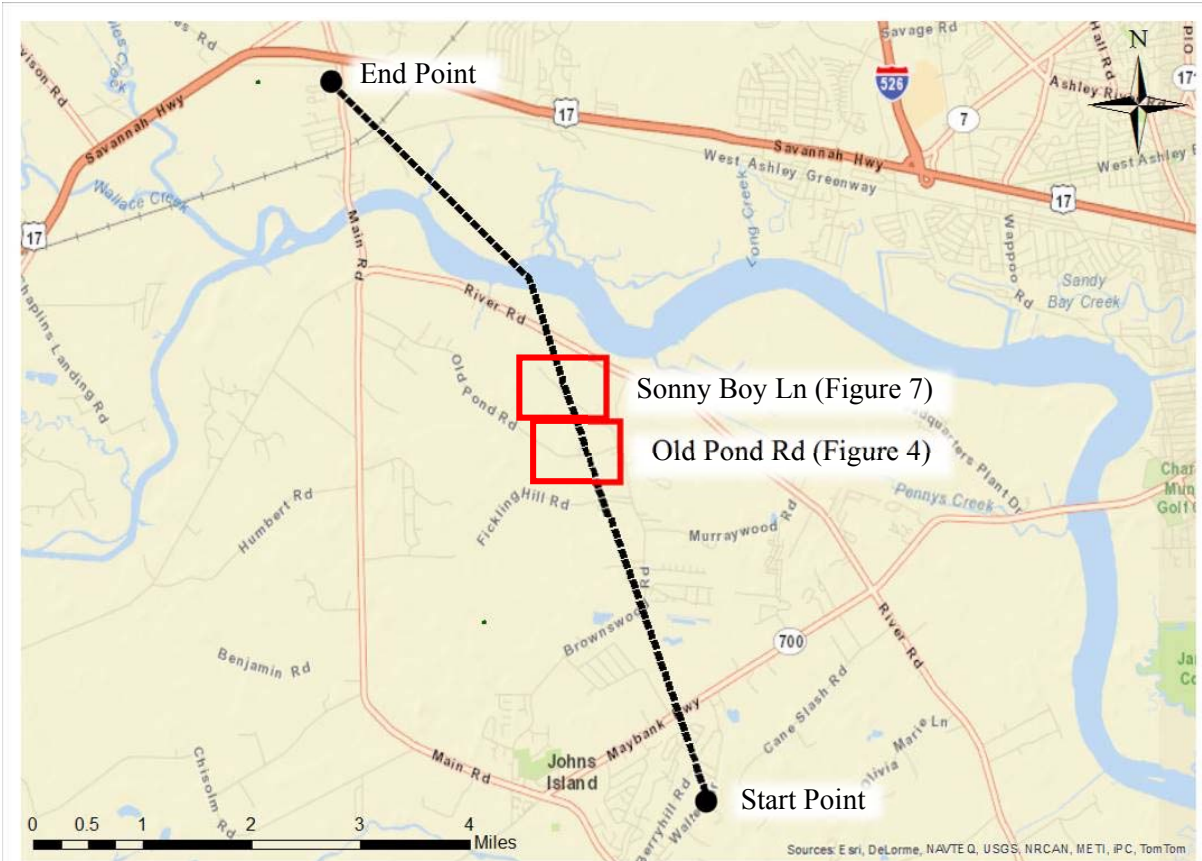 Savage Rd
N
End Point
526
Hall Rd
17
Ashley River Rd
7
Savannah Hwy
17
Savannah Hwy
West Ashley Greenway
West Ashley
17
Wallace Creek
17
Main Rd
Long Creek
Wappoo Rd
Sandy
Bay Creek
River Rd
Chaplins Landing Rd
Old Pond Rd
Sonny Boy Ln (Figure 7)
Old Pond Rd (Figure 4)
Headquarters Plant Dr
Pennys Creek
Humbert Rd
Fickling Hill Rd
Murraywood Rd
Brownswood Rd
700
River Rd
Benjamin Rd
Cane Slash Rd
Marie Ln
Maybank Hwy
Main Rd
Johns
Island
Chisolm Rd
Start Point
0 0.5 1 2 3 4
Miles
Sources: Esri, DeLorme, NAVTEQ, USGS, NRCAN, METI, iPC, TomTom